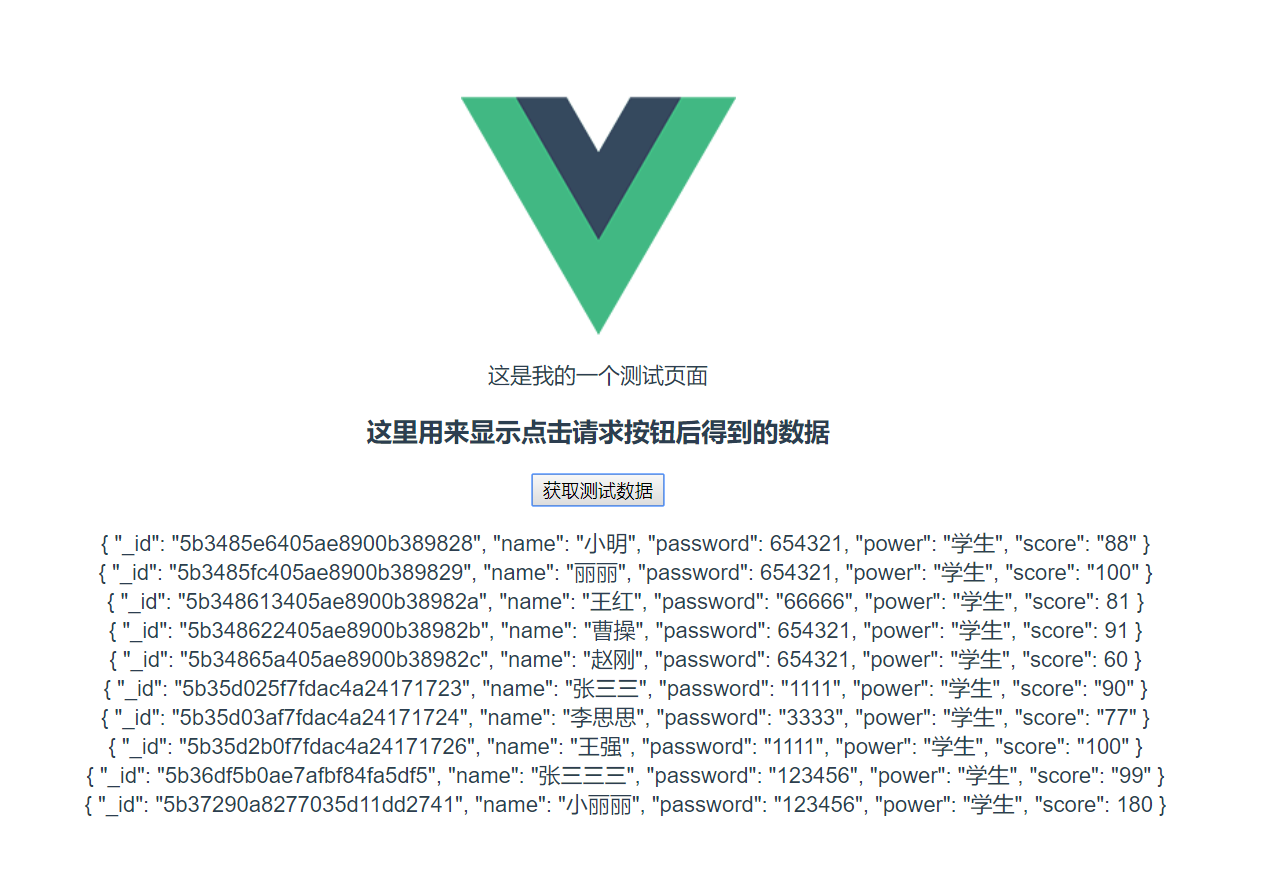 这是我的一个测试页面
这里用来显示点击请求按钮后得到的数据
获取测试数据
{ "_id": "5b3485e6405ae8900b389828", "name": "小明", "password": 654321, "power": "学生", "score": "88" }
{ "_id": "5b3485fc405ae8900b389829", "name": "丽丽", "password": 654321, "power": "学生", "score": "100" }
{ "_id": "5b348613405ae8900b38982a", "name": "王红", "password": "66666", "power": "学生", "score": 81 }
{ "_id": "5b348622405ae8900b38982b", "name": "曹操", "password": 654321, "power": "学生", "score": 91 }
{ "_id": "5b34865a405ae8900b38982c", "name": "赵刚", "password": 654321, "power": "学生", "score": 60 }
{ "_id": "5b35d025f7fdac4a24171723", "name": "张三三", "password": "1111", "power": "学生", "score": "90" }
{ "_id": "5b35d03af7fdac4a24171724", "name": "李思思", "password": "3333", "power": "学生", "score": "77" }
{ "_id": "5b35d2b0f7fdac4a24171726", "name": "王强", "password": "1111", "power": "学生", "score": "100" }
{ "_id": "5b36df5b0ae7afbf84fa5df5", "name": "张三三三", "password": "123456", "power": "学生", "score": "99" }
{ "_id": "5b37290a8277035d11dd2741", "name": "小丽丽", "password": "123456", "power": "学生", "score": 180 }